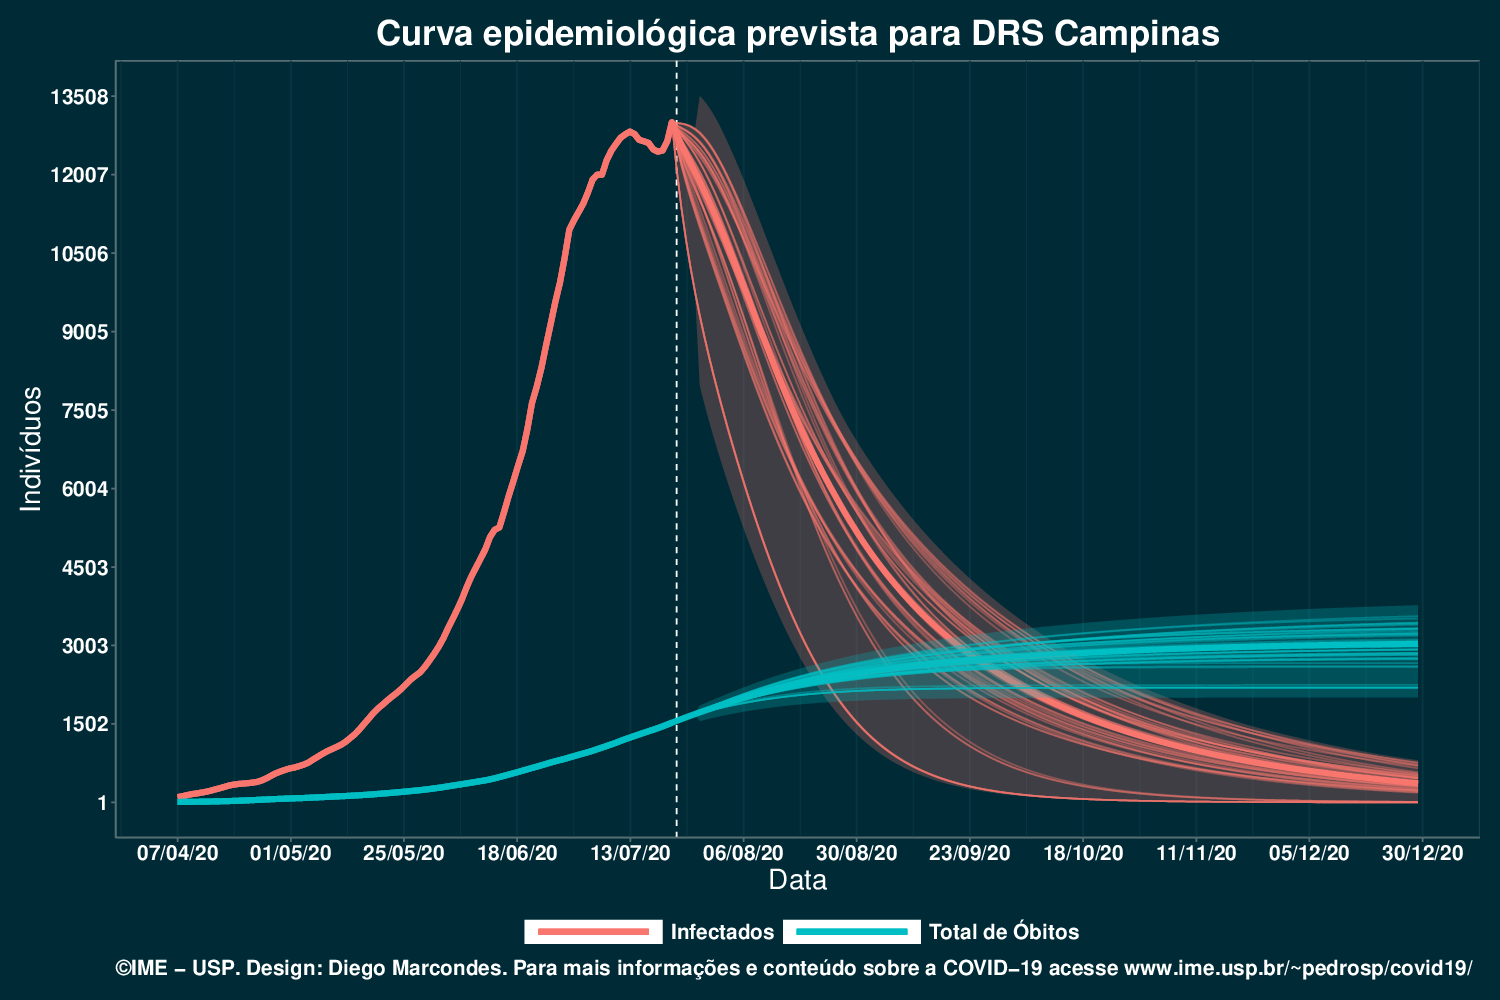 Curva epidemiológica prevista para DRS Campinas
13508
12007
10506
9005
7505
6004
4503
3003
1502
1
Indivíduos
07/04/20 01/05/20 25/05/20 18/06/20 13/07/20 06/08/20 30/08/20 23/09/20 18/10/20 11/11/20 05/12/20 30/12/20
Data
Infectados Total de Óbitos
©IME − USP. Design: Diego Marcondes. Para mais informações e conteúdo sobre a COVID−19 acesse www.ime.usp.br/~pedrosp/covid19/